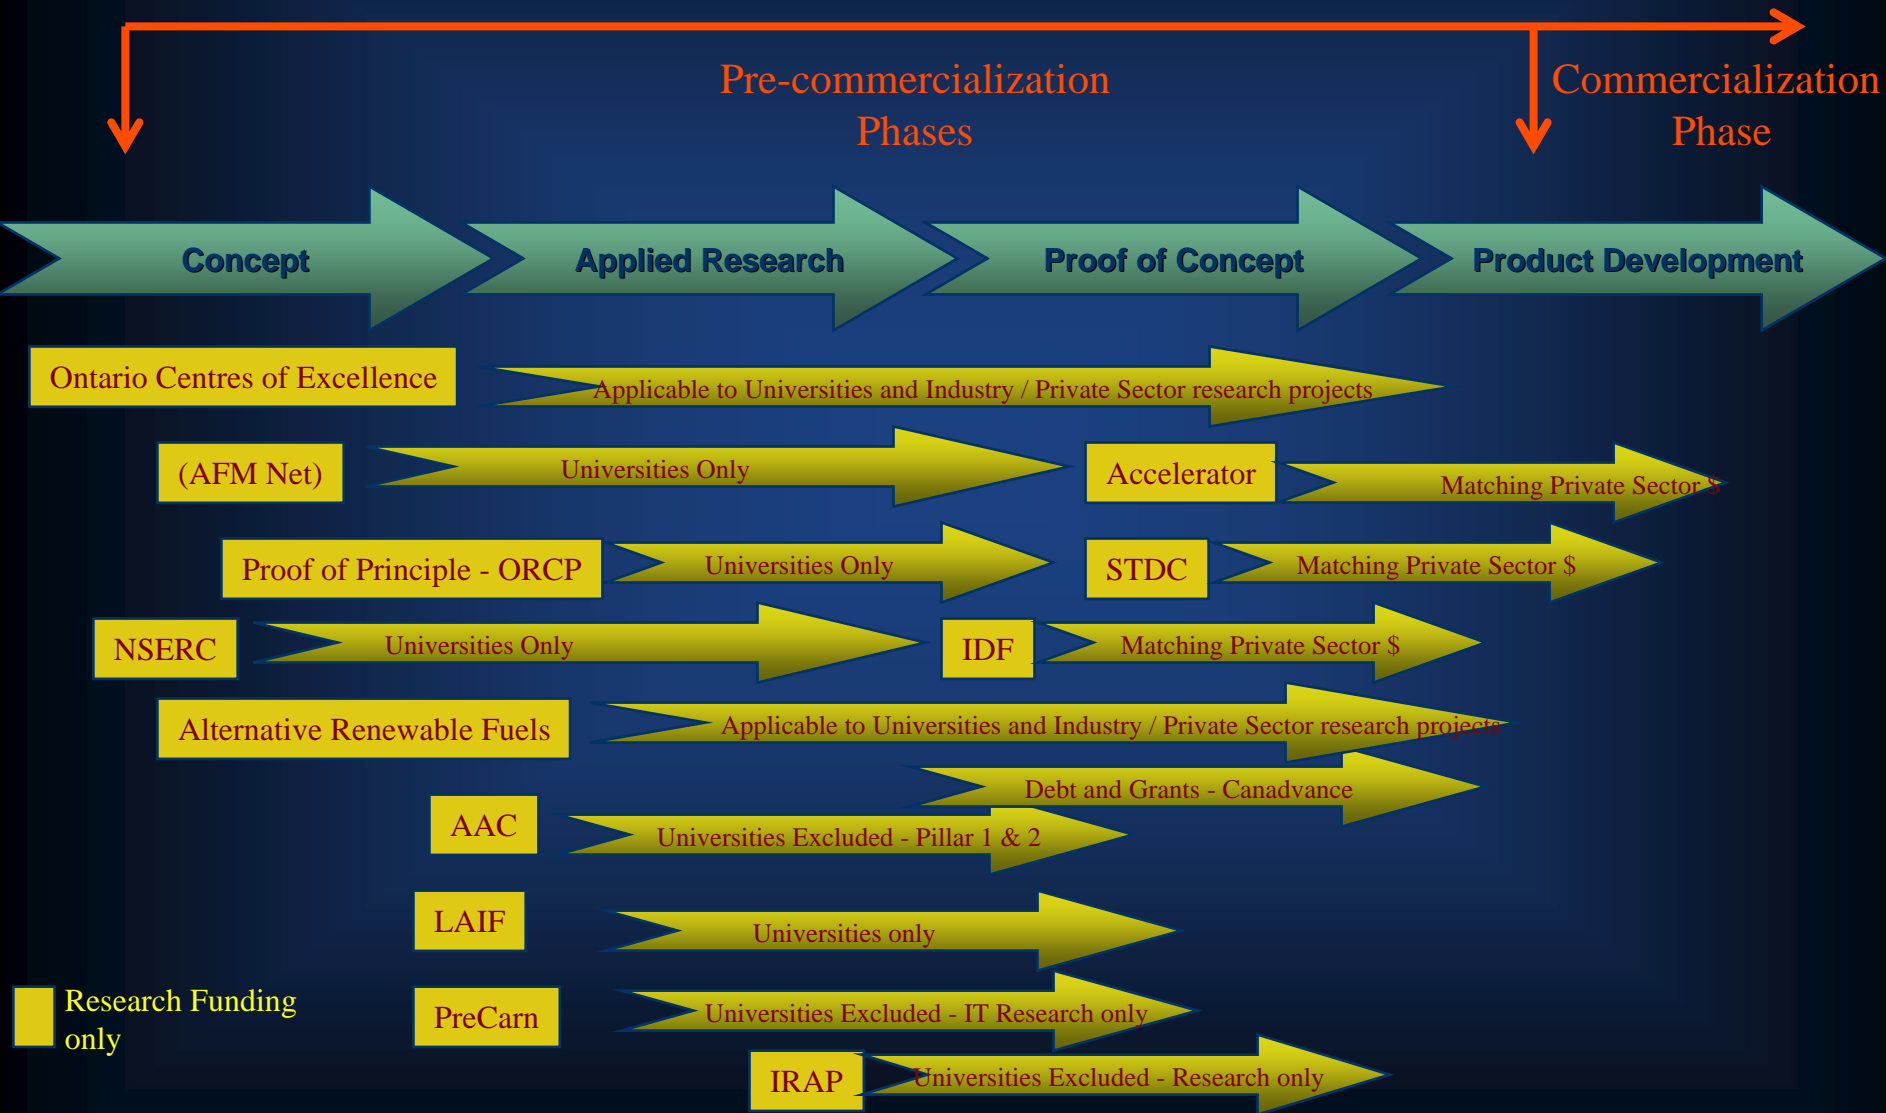 Pre-commercialization
Phases
Commercialization
Phase
Concept
Applied Research
Proof of Concept
Product Development
Ontario Centres of Excellence
Applicable to Universities and Industry / Private Sector research projects
(AFM Net)
Universities Only
Accelerator
Matching Private Sector $
Proof of Principle - ORCP
Universities Only
STDC
Matching Private Sector $
NSERC
Universities Only
IDF
Matching Private Sector $
Alternative Renewable Fuels
Applicable to Universities and Industry / Private Sector research projects
Debt and Grants - Canadvance
AAC
Universities Excluded - Pillar 1 & 2
LAIF
Universities only
PreCarn
Universities Excluded - IT Research only
IRAP
Universities Excluded - Research only
Research Funding
only